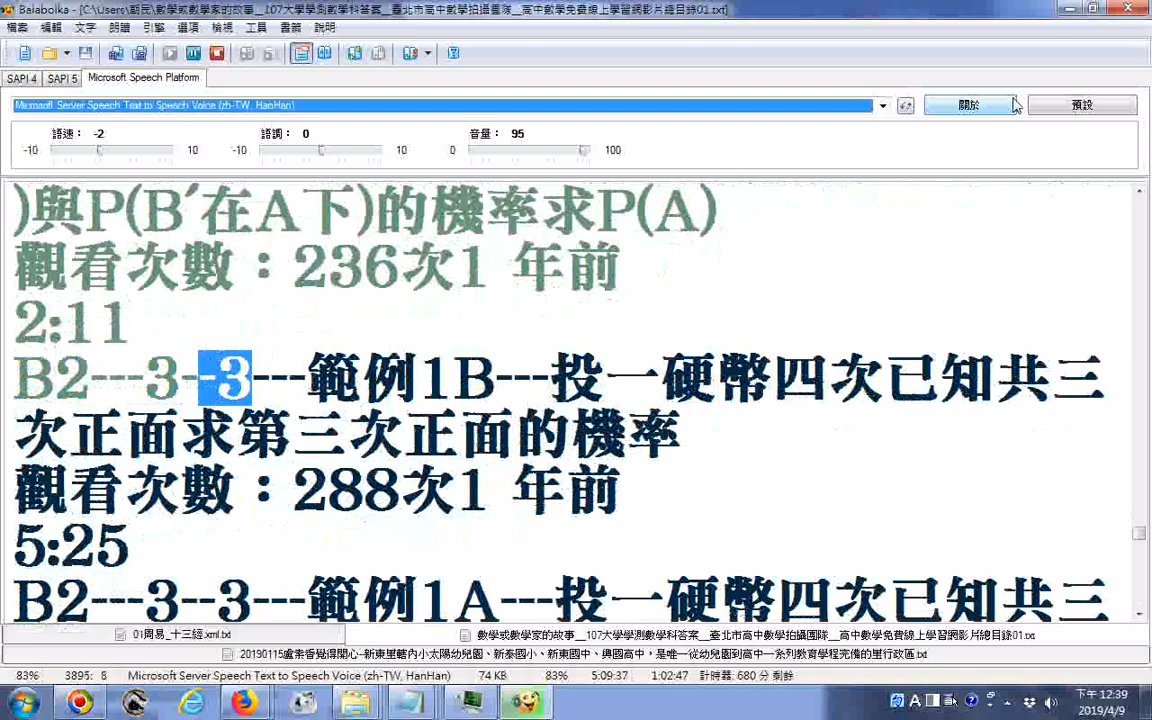 Balabolka - [C:\Users\朝民\數學或數學家的故事__107大學學測數學科答案__臺北市高中數學拍攝團隊__高中數學免費線上學習網影片總目錄01.txt]
檔案 編輯 文字 朗讀 引擎 選項 檢視 工具 書籤 說明
SAPI 4 SAPI 5 Microsoft Speech Platform
Microsoft Server Speech Text to Speech Voice (zh-TW, HanHan)
關於 預設
語速： -2 語調： 0 音量： 95
-10 10 -10 10 0 100
)與P(B′在A下)的機率求P(A)
觀看次數：236次1 年前
2:11
B2---3--3---範例1B---投一硬幣四次已知共三
次正面求第三次正面的機率
觀看次數：288次1 年前
5:25
B2---3--3---範例1A---投一硬幣四次已知共三
01周易_十三經.xml.txt
數學或數學家的故事__107大學學測數學科答案__臺北市高中數學拍攝團隊__高中數學免費線上學習網影片總目錄01.txt
20190115盧素香覺得開心-新東里轄內小太陽幼兒園、新泰國小、新東國中、興國高中，是唯一從幼兒園到高中一系列教育學程完備的里行政區.txt
83% 3895: 8 Microsoft Server Speech Text to Speech Voice (zh-TW, HanHan) 74 KB 83% 5:09:37 1:02:47 計時器: 680 分 剩餘
下午 12:39
2019/4/9